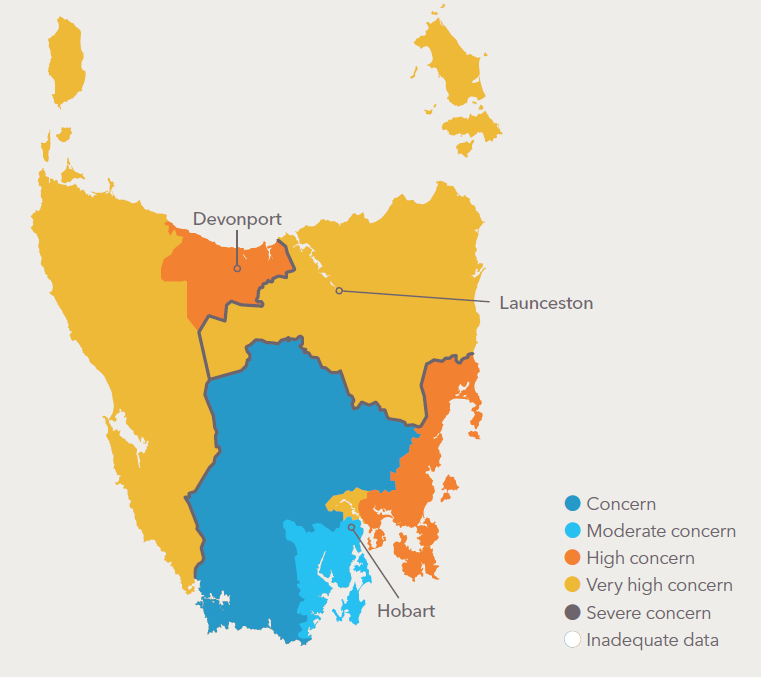 Devonport
Launceston
Concern
Moderate concern
High concern
Very high concern
Hobart
Severe concern
Inadequate data